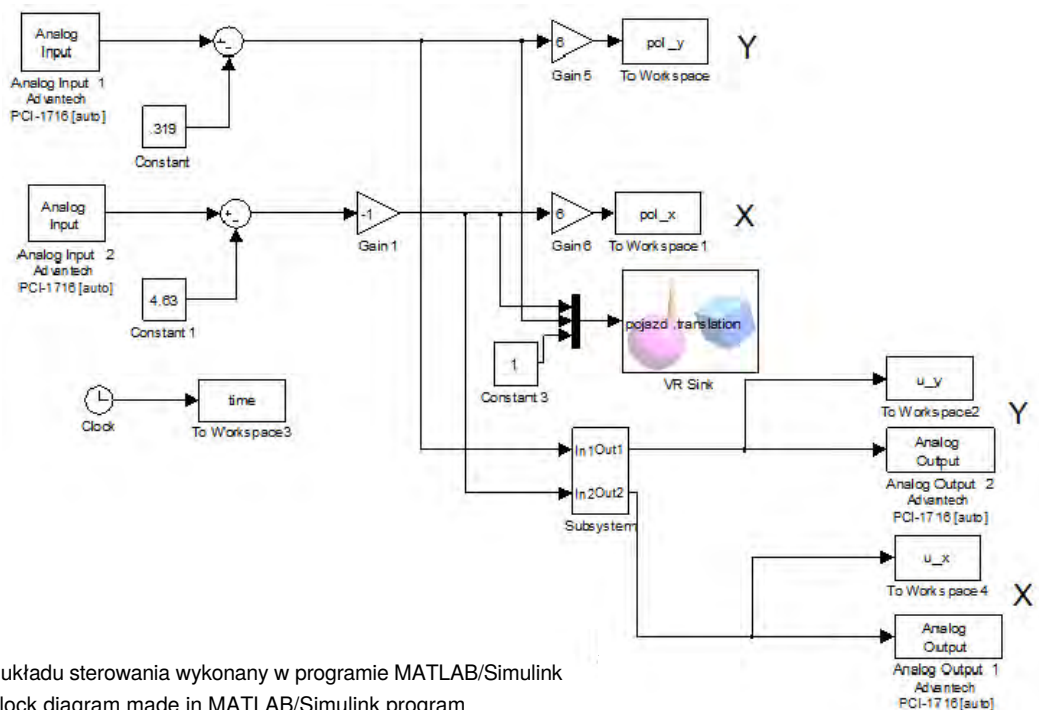 Analog
Input
Analog Input 1
Advantech
PCI-1716 [auto]
.319
Constant
6
Gain 5
pol_y
To Workspace
Y
Analog
Input
Analog Input 2
Advantech
PCI-1716 [auto]
4.63
Constant 1
-1
Gain 1
6
Gain 6
pol_x
To Workspace 1
X
1
Constant 3
pojazd .translation
VR Sink
Clock
time
To Workspace3
In1 Out1
In2 Out2
Subsystem
u_y
To Workspace2
Y
Analog
Output
Analog Output 2
Advantech
PCI-1716 [auto]
u_x
To Workspace 4
X
Analog
Output
Analog Output 1
Advantech
PCI-1716 [auto]
układu sterowania wykonany w programie MATLAB/Simulink
lock diagram made in MATLAB/Simulink program